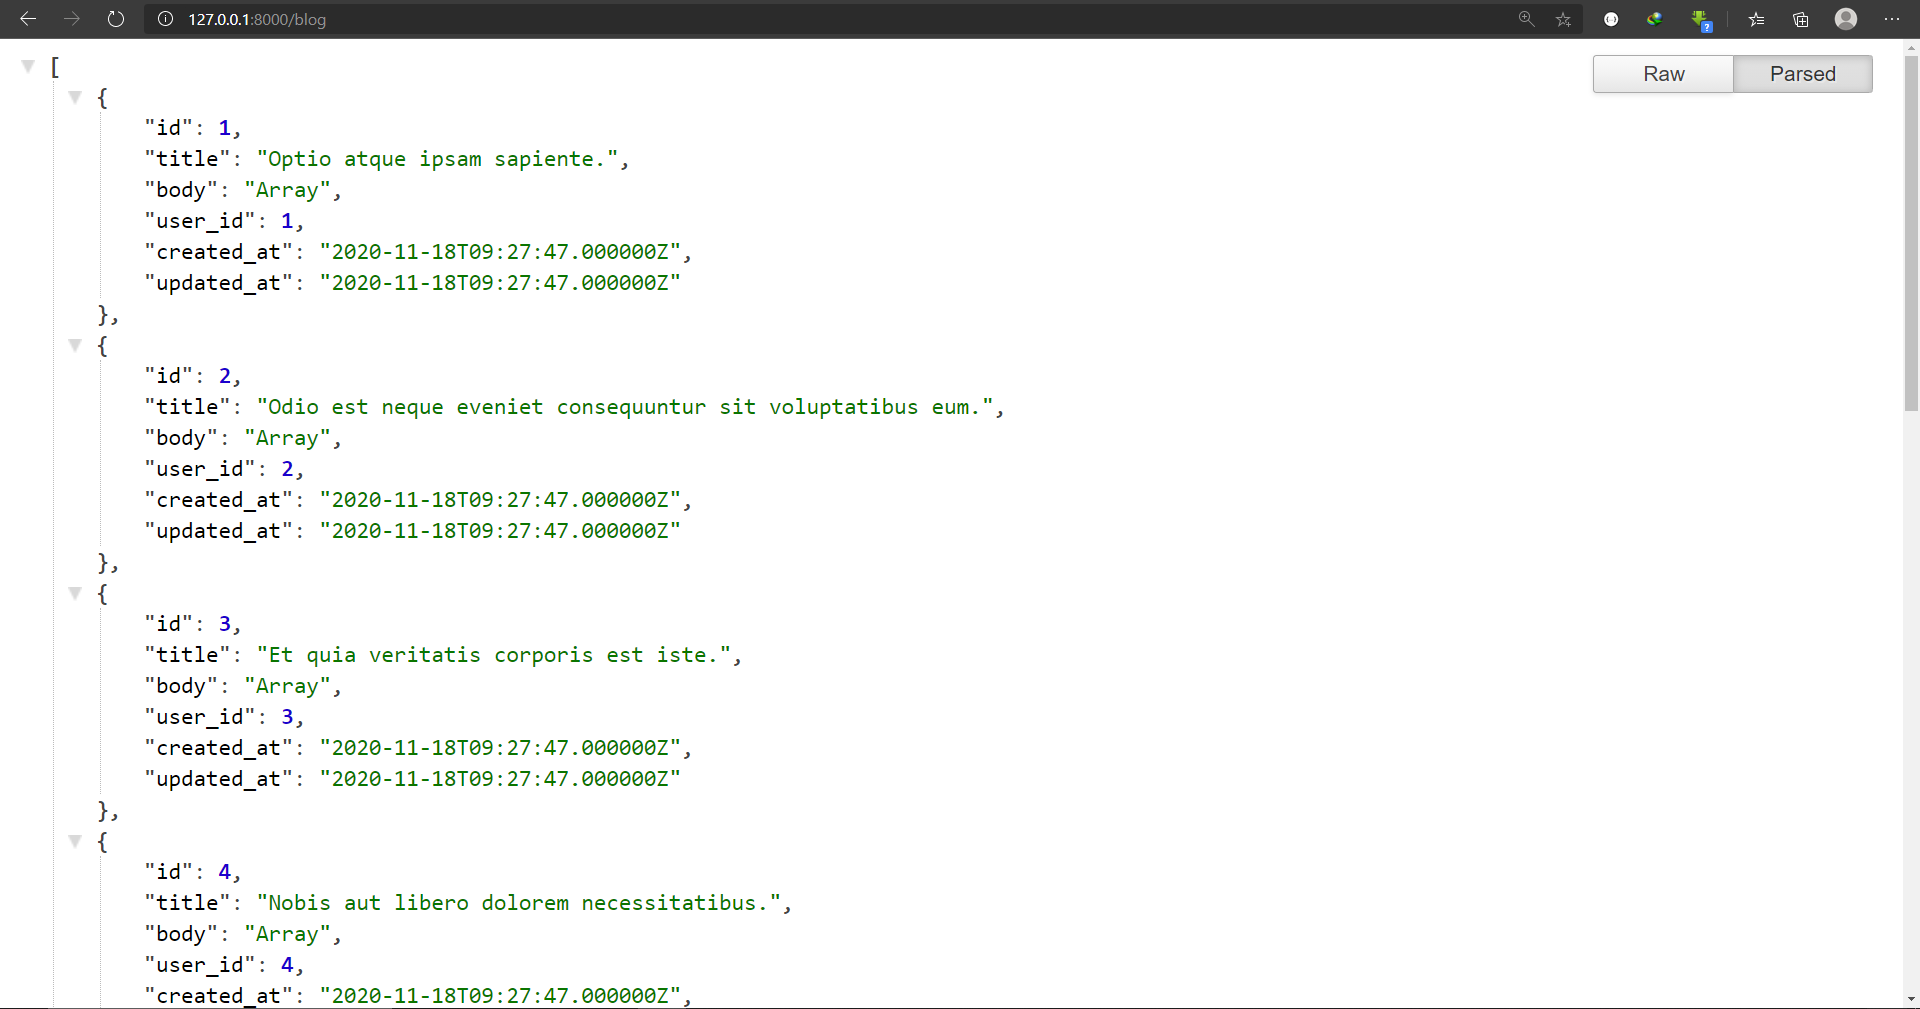 127.0.0.1:8000/blog
Raw Parsed
[
{
"id": 1,
"title": "Optio atque ipsam sapiente.",
"body": "Array",
"user_id": 1,
"created_at": "2020-11-18T09:27:47.000000Z",
"updated_at": "2020-11-18T09:27:47.000000Z"
},
{
"id": 2,
"title": "Odio est neque eveniet consequuntur sit voluptatibus eum.",
"body": "Array",
"user_id": 2,
"created_at": "2020-11-18T09:27:47.000000Z",
"updated_at": "2020-11-18T09:27:47.000000Z"
},
{
"id": 3,
"title": "Et quia veritatis corporis est iste.",
"body": "Array",
"user_id": 3,
"created_at": "2020-11-18T09:27:47.000000Z",
"updated_at": "2020-11-18T09:27:47.000000Z"
},
{
"id": 4,
"title": "Nobis aut libero dolorem necessitatibus.",
"body": "Array",
"user_id": 4,
"created_at": "2020-11-18T09:27:47.000000Z",